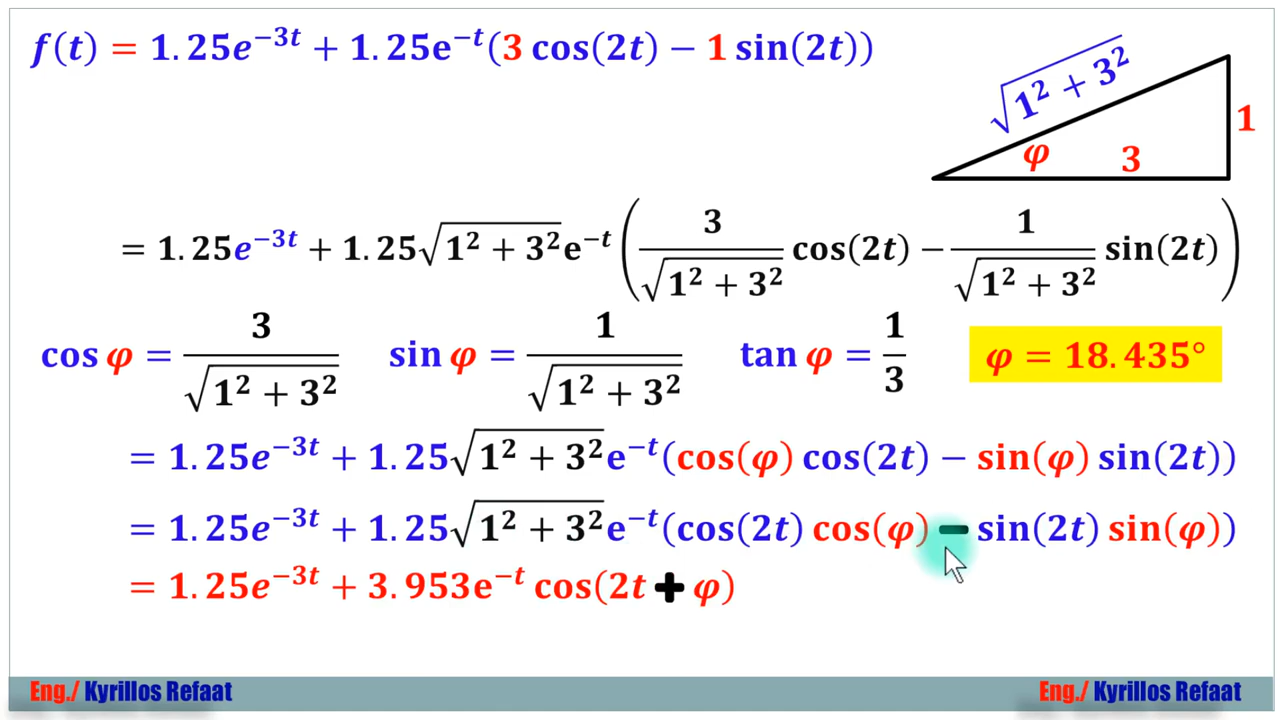 f(t) = 1.25e^{-3t} + 1.25e^{-t}(3 cos(2t) − 1 sin(2t))
√(1² + 3²)
1
φ
3
= 1.25e^{-3t} + 1.25√(1² + 3²)e^{-t}(3/√(1² + 3²) cos(2t) − 1/√(1² + 3²) sin(2t))
cos φ = 3/√(1² + 3²) sin φ = 1/√(1² + 3²) tan φ = 1/3 φ = 18.435°
= 1.25e^{-3t} + 1.25√(1² + 3²)e^{-t}(cos(φ) cos(2t) − sin(φ) sin(2t))
= 1.25e^{-3t} + 1.25√(1² + 3²)e^{-t}(cos(2t) cos(φ) − sin(2t) sin(φ))
= 1.25e^{-3t} + 3.953e^{-t} cos(2t + φ)
Eng./ Kyrillos Refaat Eng./ Kyrillos Refaat